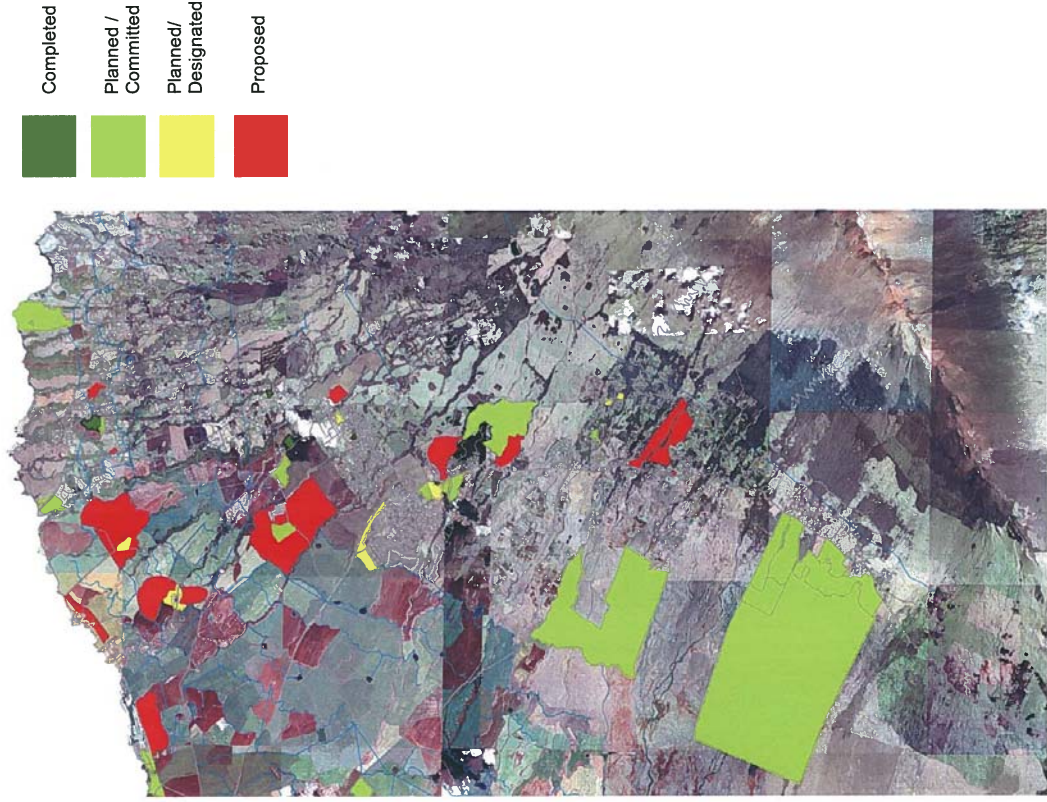 Completed
Planned /
Committed
Planned/
Designated
Proposed